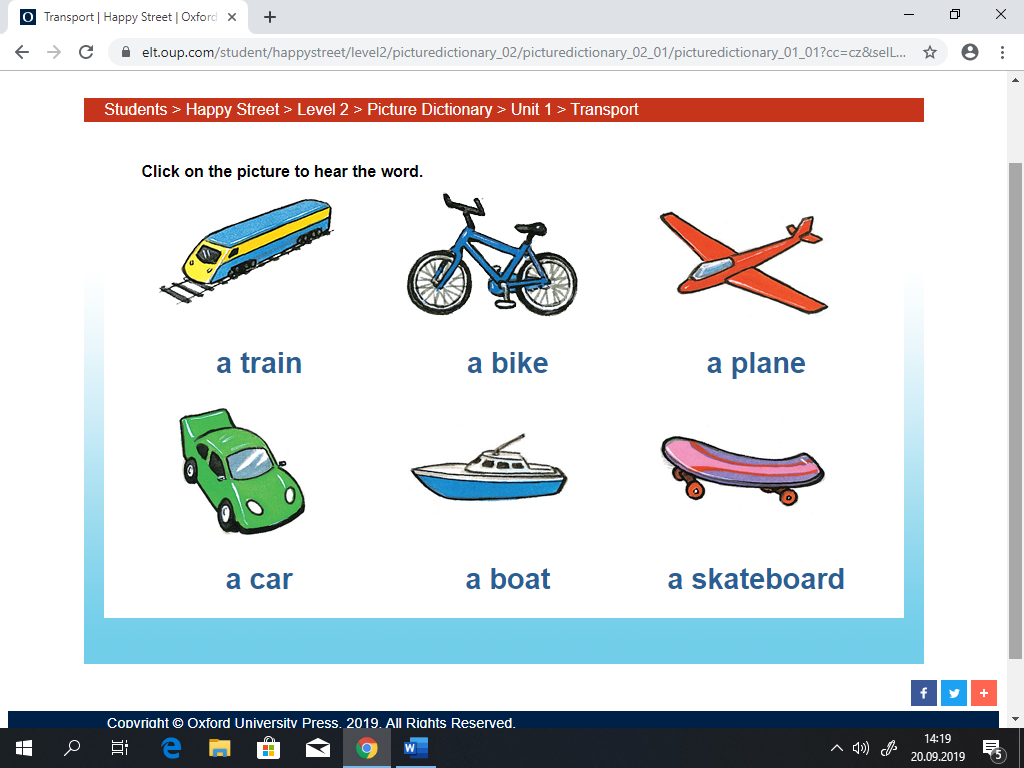 Transport | Happy Street | Oxford
elt.oup.com/student/happystreet/level2/picturedictionary_02/picturedictionary_02_01/picturedictionary_01_01?cc=cz&selL...
Students > Happy Street > Level 2 > Picture Dictionary > Unit 1 > Transport
Click on the picture to hear the word.
a train a bike a plane
a car a boat a skateboard
Copyright © Oxford University Press, 2019. All Rights Reserved.
14:19
20.09.2019
5